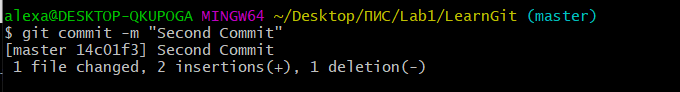 alexa@DESKTOP-QKUPOGA MINGW64 ~/Desktop/ПИС/Lab1/LearnGit (master)
$ git commit -m "Second Commit"
[master 14c01f3] Second Commit
 1 file changed, 2 insertions(+), 1 deletion(-)